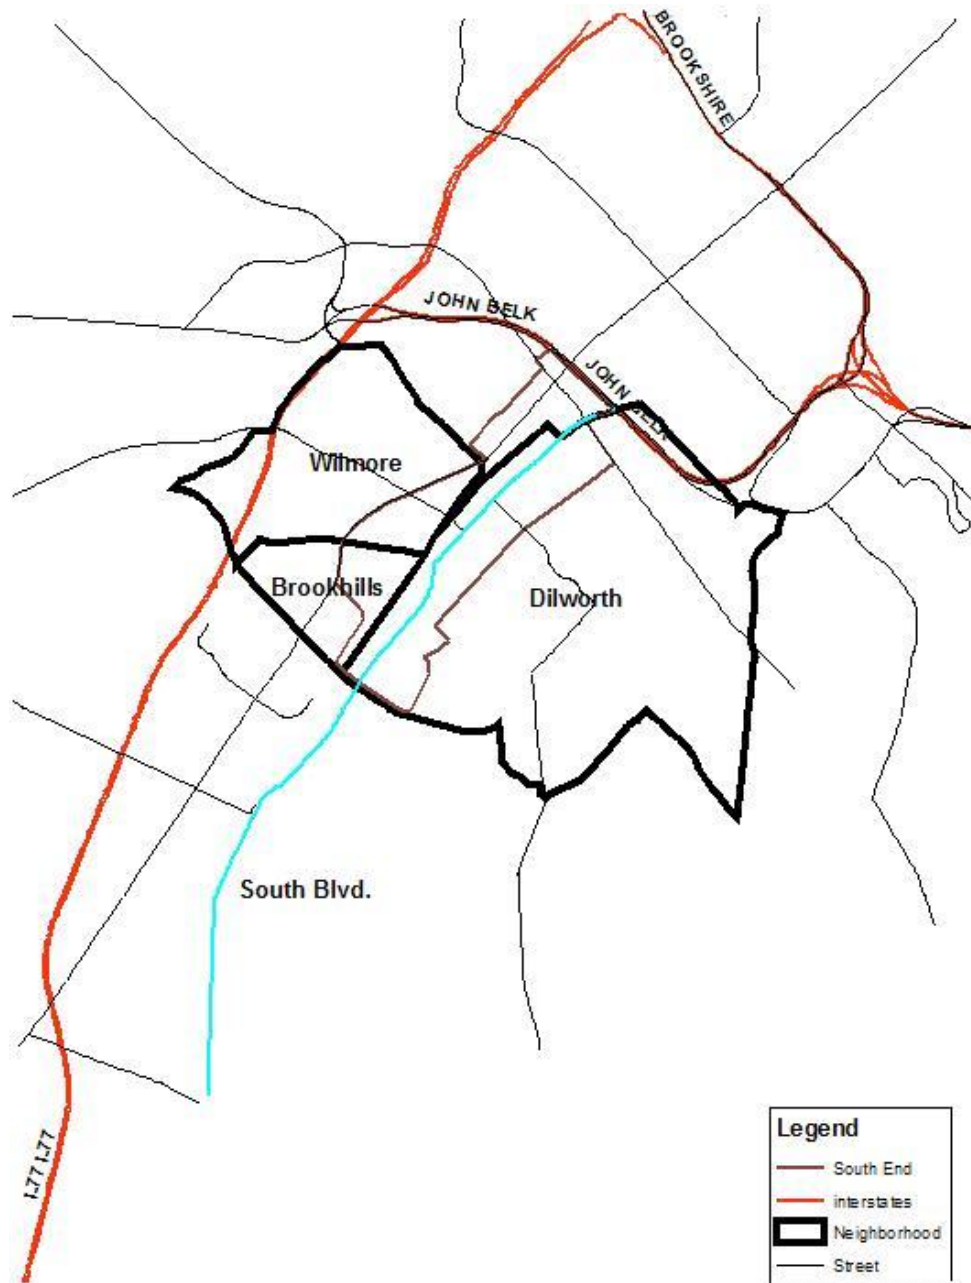 BROOKSHIRE
JOHN BELK
JOHN BELK
Wilmore
Brookhills
Dilworth
South Blvd.
I-77 I-77
Legend
South End
interstates
Neighborhood
Street